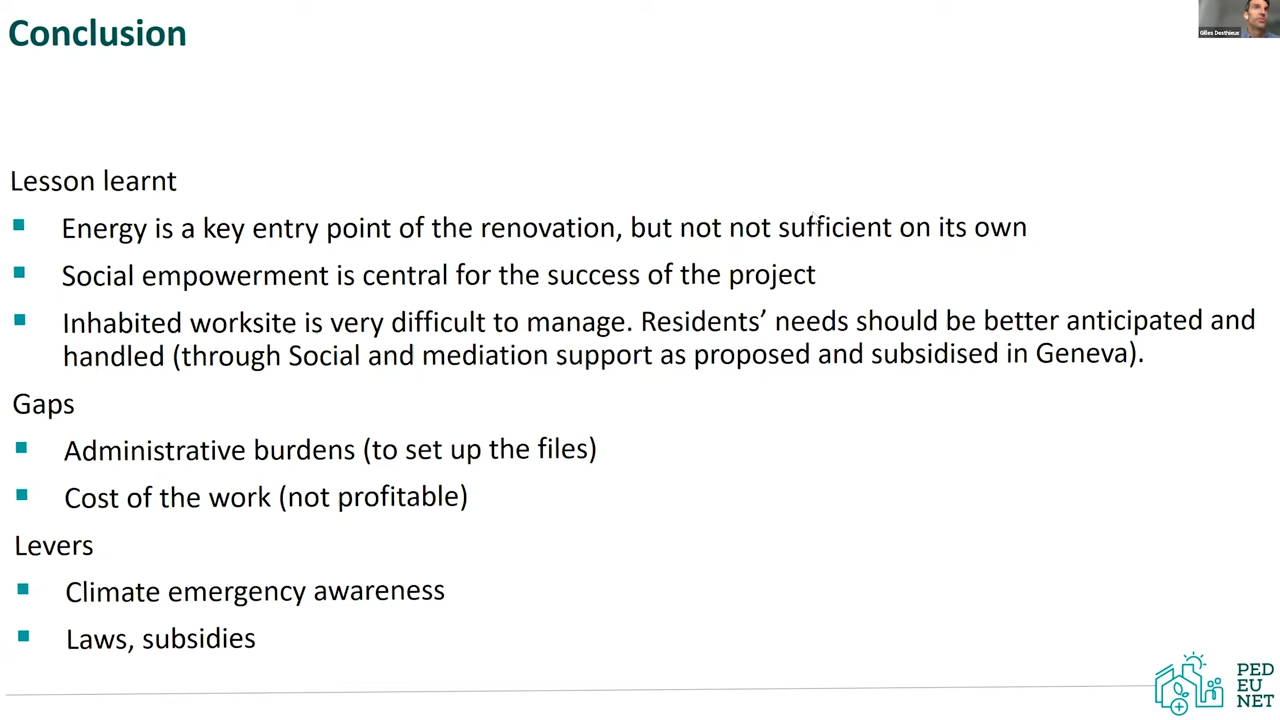 Conclusion
Gilles Desthieux
Lesson learnt
Energy is a key entry point of the renovation, but not not sufficient on its own
Social empowerment is central for the success of the project
Inhabited worksite is very difficult to manage. Residents' needs should be better anticipated and
handled (through Social and mediation support as proposed and subsidised in Geneva).
Gaps
Administrative burdens (to set up the files)
Cost of the work (not profitable)
Levers
Climate emergency awareness
Laws, subsidies
PED
EU
NET